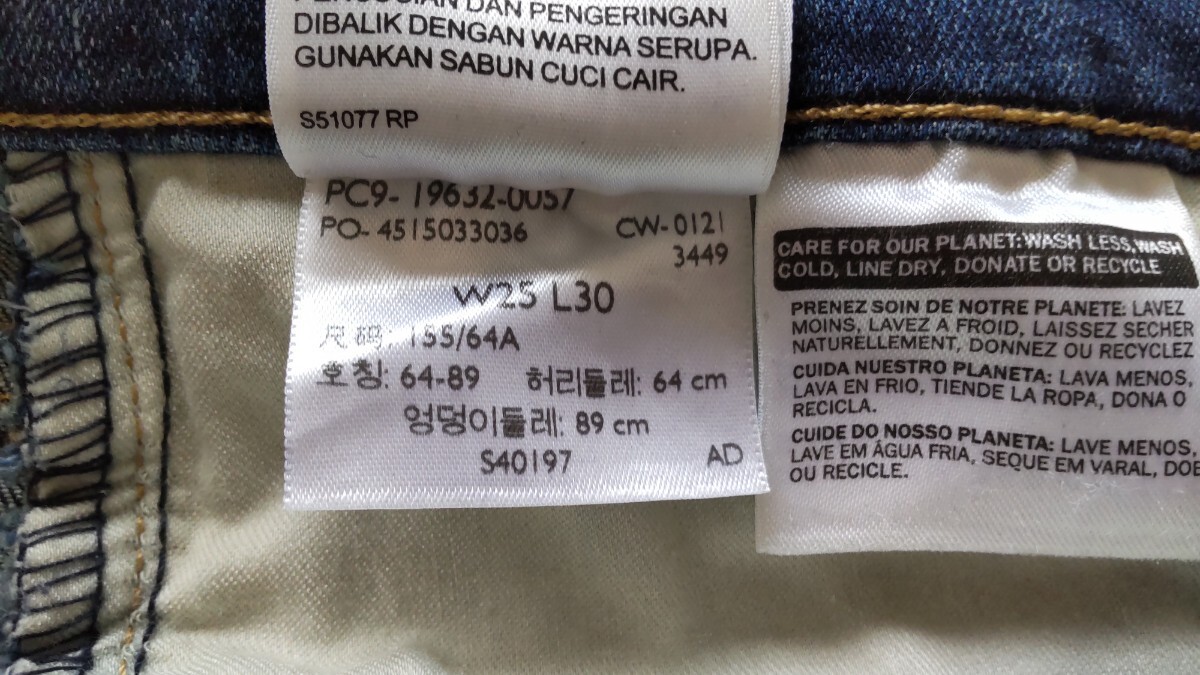 DIBALIK DENGAN WARNA SERUPA.
GUNAKAN SABUN CUCI CAIR.
S51077 RP
PC9- 19632-0057
PO- 4515033036
CW-0121
3449
W25 L30
尺码: 155/64A
호칭: 64-89 허리둘레: 64 cm
엉덩이둘레: 89 cm
S40197
AD
CARE FOR OUR PLANET: WASH LESS, WASH
COLD, LINE DRY, DONATE OR RECYCLE
PRENEZ SOIN DE NOTRE PLANETE: LAVEZ
MOINS, LAVEZ A FROID, LAISSEZ SECHER
NATURELLEMENT, DONNEZ OU RECYCLEZ
CUIDA NUESTRO PLANETA: LAVA MENOS,
LAVA EN FRIO, TIENDE LA ROPA, DONA O
RECICLA.
CUIDE DO NOSSO PLANETA: LAVE MENOS,
LAVE EM ÁGUA FRIA, SEQUE EM VARAL, DOE
OU RECICLE.